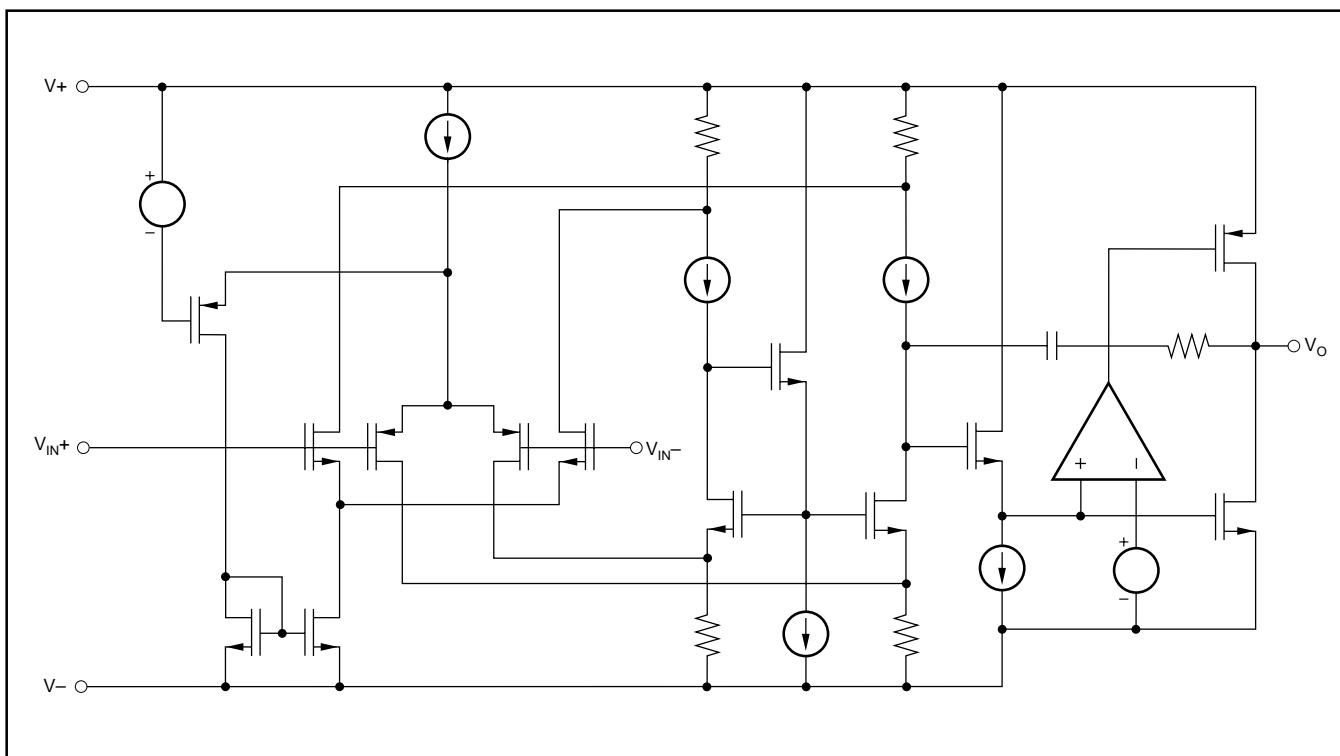 V+
+
–
V_IN+
V_IN–
V_O
+ –
+
–
V–